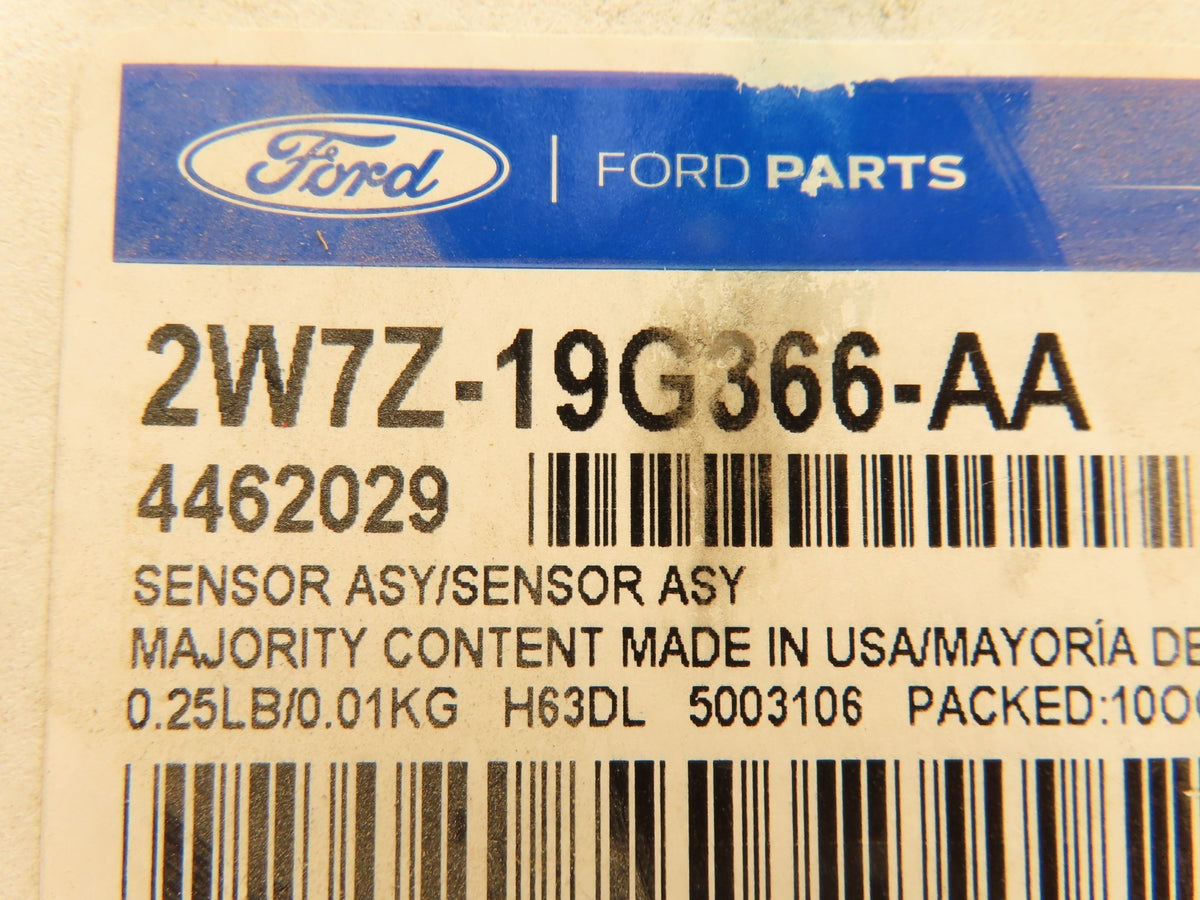 Ford | FORD PARTS
2W7Z-19G366-AA
4462029
SENSOR ASY/SENSOR ASY
MAJORITY CONTENT MADE IN USA/MAYORÍA DE
0.25LB/0.01KG H63DL 5003106 PACKED: